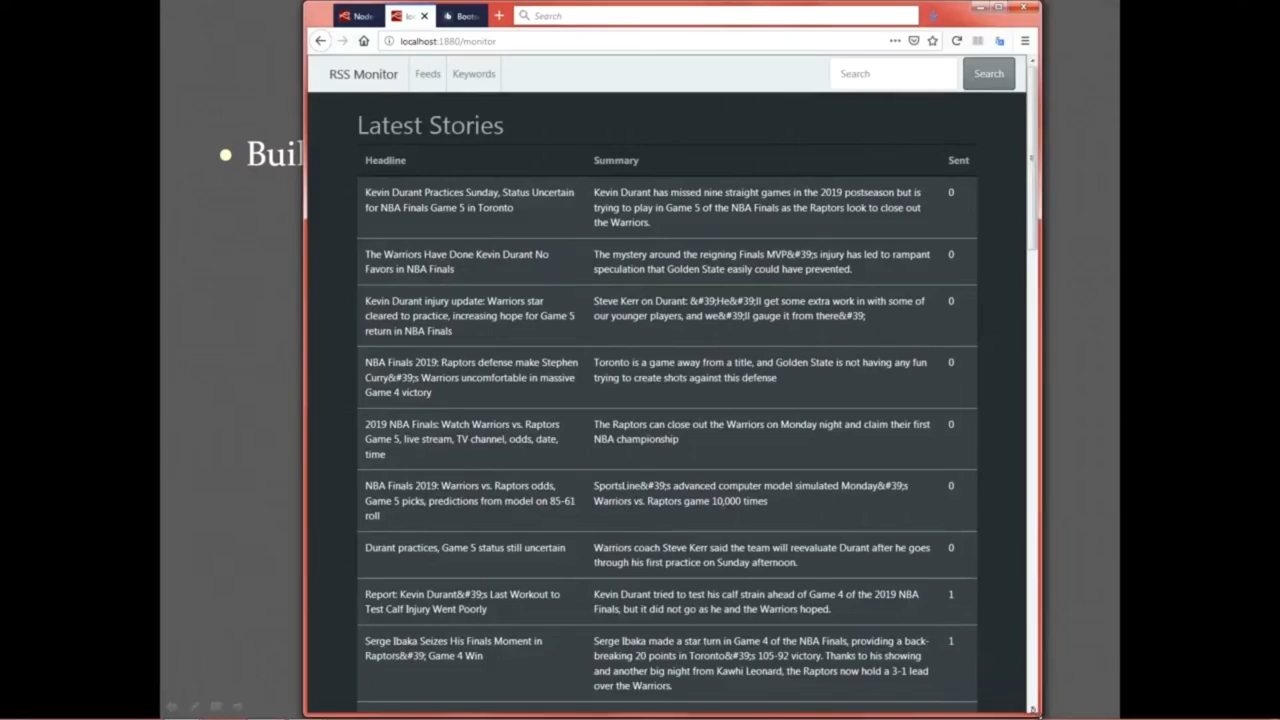 Node
loc
Boots
Search
localhost:1880/monitor
RSS Monitor
Feeds
Keywords
Search
Search
Buil
Latest Stories
Headline
Summary
Sent
Kevin Durant Practices Sunday, Status Uncertain
for NBA Finals Game 5 in Toronto
Kevin Durant has missed nine straight games in the 2019 postseason but is
trying to play in Game 5 of the NBA Finals as the Raptors look to close out
the Warriors.
0
The Warriors Have Done Kevin Durant No
Favors in NBA Finals
The mystery around the reigning Finals MVP&#39;s injury has led to rampant
speculation that Golden State easily could have prevented.
0
Kevin Durant injury update: Warriors star
cleared to practice, increasing hope for Game 5
return in NBA Finals
Steve Kerr on Durant: &#39;He&#39;ll get some extra work in with some of
our younger players, and we&#39;ll gauge it from there&#39;
0
NBA Finals 2019: Raptors defense make Stephen
Curry&#39;s Warriors uncomfortable in massive
Game 4 victory
Toronto is a game away from a title, and Golden State is not having any fun
trying to create shots against this defense
0
2019 NBA Finals: Watch Warriors vs. Raptors
Game 5, live stream, TV channel, odds, date,
time
The Raptors can close out the Warriors on Monday night and claim their first
NBA championship
0
NBA Finals 2019: Warriors vs. Raptors odds,
Game 5 picks, predictions from model on 85-61
roll
SportsLine&#39;s advanced computer model simulated Monday&#39;s
Warriors vs. Raptors game 10,000 times
0
Durant practices, Game 5 status still uncertain
Warriors coach Steve Kerr said the team will reevaluate Durant after he goes
through his first practice on Sunday afternoon.
0
Report: Kevin Durant&#39;s Last Workout to
Test Calf Injury Went Poorly
Kevin Durant tried to test his calf strain ahead of Game 4 of the 2019 NBA
Finals, but it did not go as he and the Warriors hoped.
1
Serge Ibaka Seizes His Finals Moment in
Raptors&#39; Game 4 Win
Serge Ibaka made a star turn in Game 4 of the NBA Finals, providing a back-
breaking 20 points in Toronto&#39;s 105-92 victory. Thanks to his showing
and another big night from Kawhi Leonard, the Raptors now hold a 3-1 lead
over the Warriors.
1